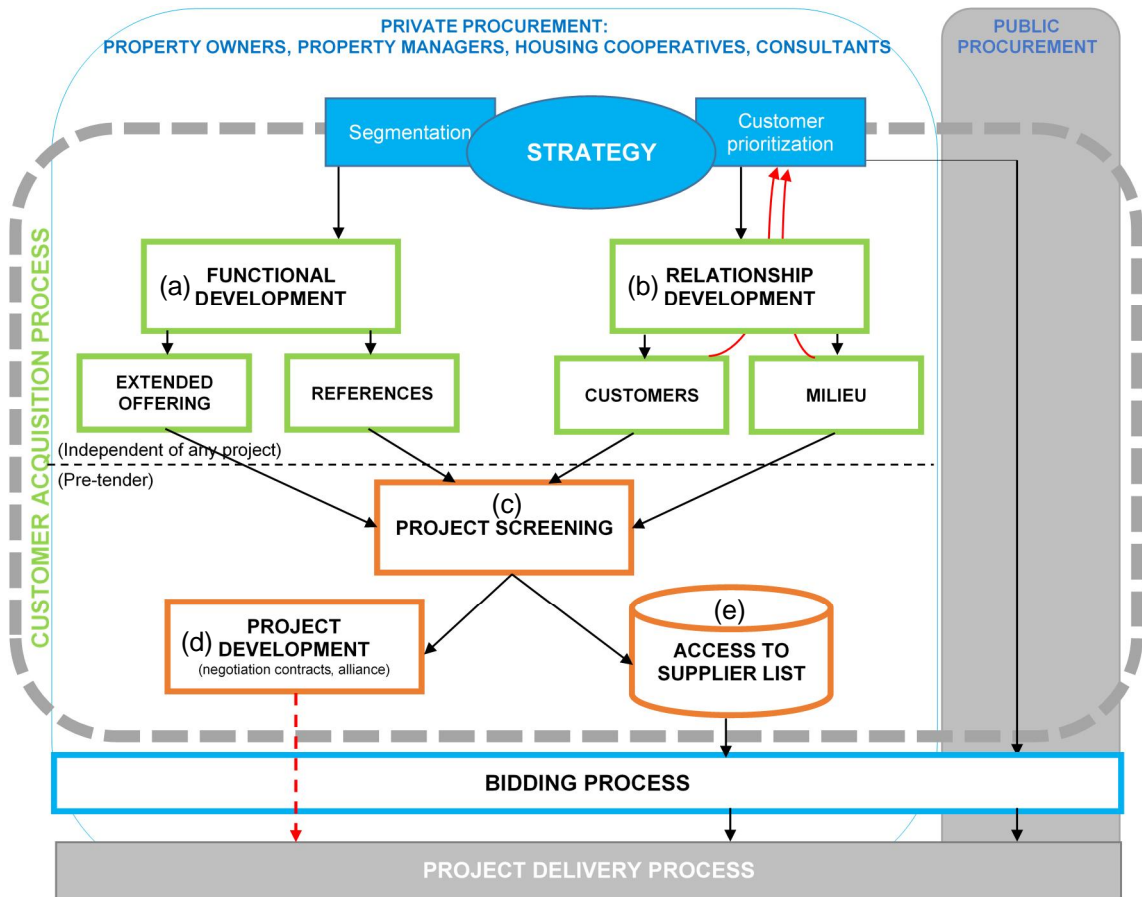 PRIVATE PROCUREMENT:
PROPERTY OWNERS, PROPERTY MANAGERS, HOUSING COOPERATIVES, CONSULTANTS
PUBLIC
PROCUREMENT
Segmentation
STRATEGY
Customer
prioritization
CUSTOMER ACQUISITION PROCESS
(a) FUNCTIONAL
DEVELOPMENT
(b) RELATIONSHIP
DEVELOPMENT
EXTENDED
OFFERING
REFERENCES
CUSTOMERS
MILIEU
(Independent of any project)
(Pre-tender)
(c)
PROJECT SCREENING
(d) PROJECT
DEVELOPMENT
(negotiation contracts, alliance)
(e)
ACCESS TO
SUPPLIER LIST
BIDDING PROCESS
PROJECT DELIVERY PROCESS